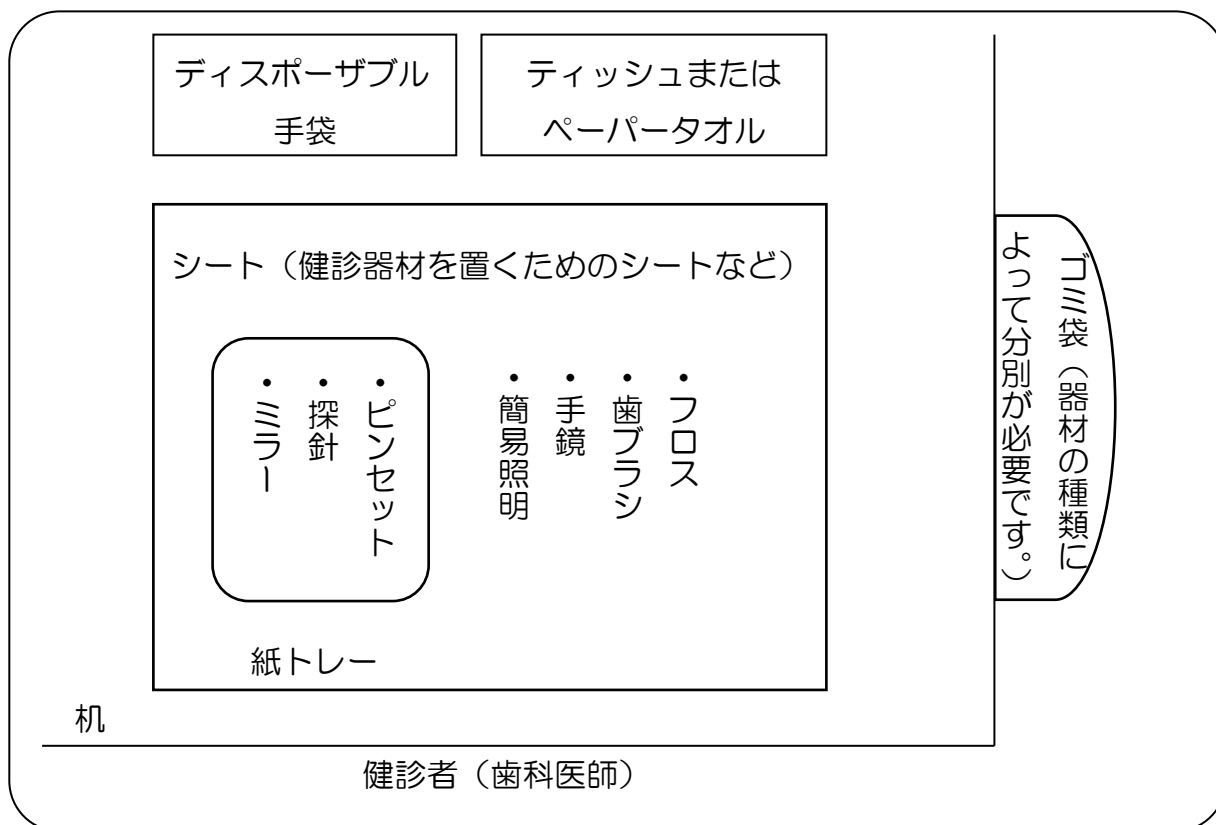 ディスポーザブル
手袋
ティッシュまたは
ペーパータオル
シート（健診器材を置くためのシートなど）
・ミラー
・探針
・ピンセット
・簡易照明
・手鏡
・歯ブラシ
・フロス
紙トレー
ゴミ袋（器材の種類に
よって分別が必要です。）
机
健診者（歯科医師）